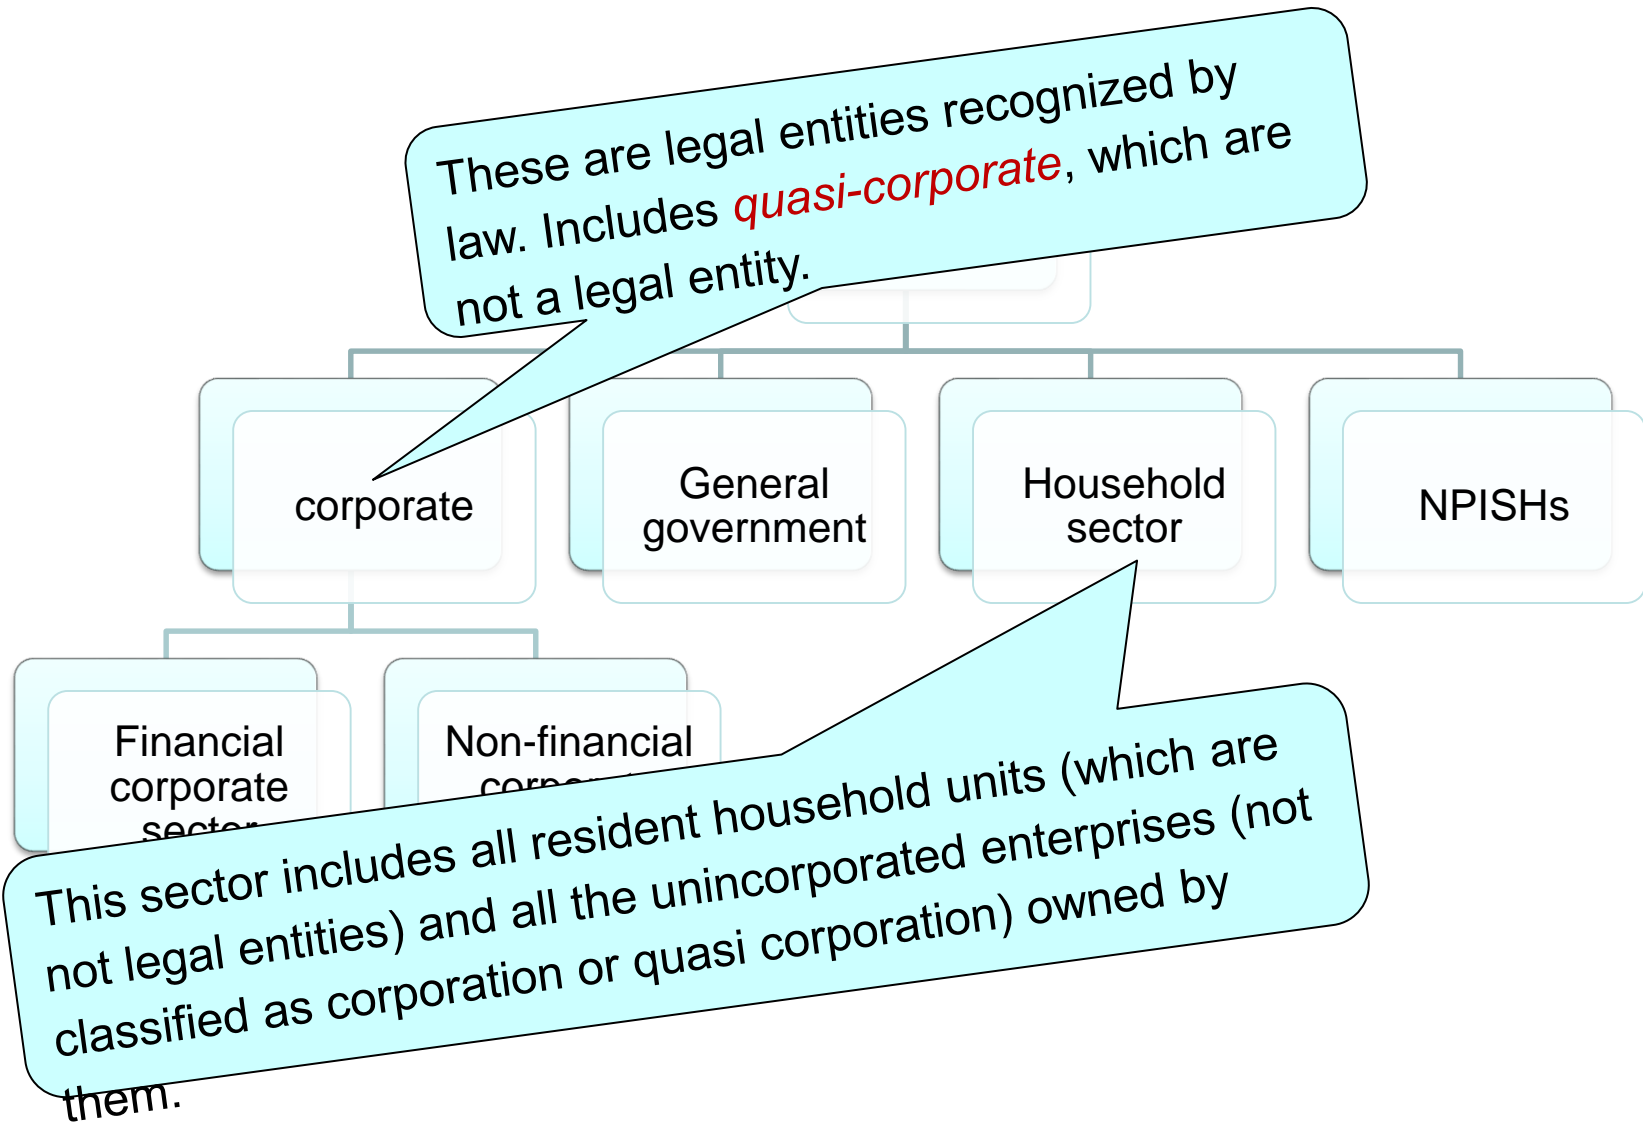 These are legal entities recognized by
law. Includes quasi-corporate, which are
not a legal entity.
corporate
General
government
Household
sector
NPISHs
Financial
corporate
sector
Non-financial
This sector includes all resident household units (which are
not legal entities) and all the unincorporated enterprises (not
classified as corporation or quasi corporation) owned by
them.